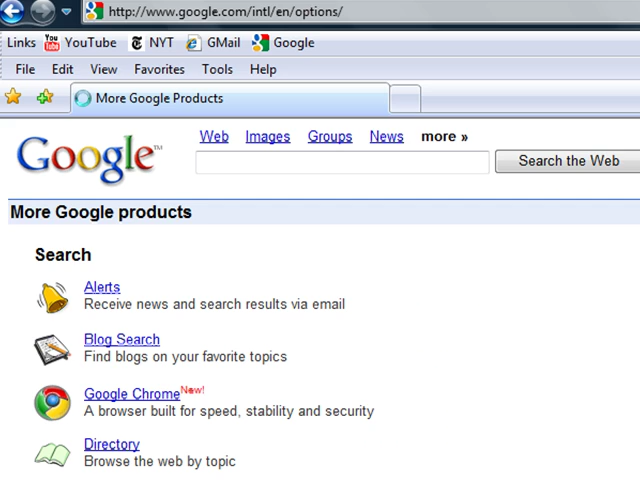 http://www.google.com/intl/en/options/
Links YouTube NYT GMail Google
File Edit View Favorites Tools Help
More Google Products
Google™ Web Images Groups News more »
Search the Web
More Google products
Search
Alerts
Receive news and search results via email
Blog Search
Find blogs on your favorite topics
Google Chrome New!
A browser built for speed, stability and security
Directory
Browse the web by topic